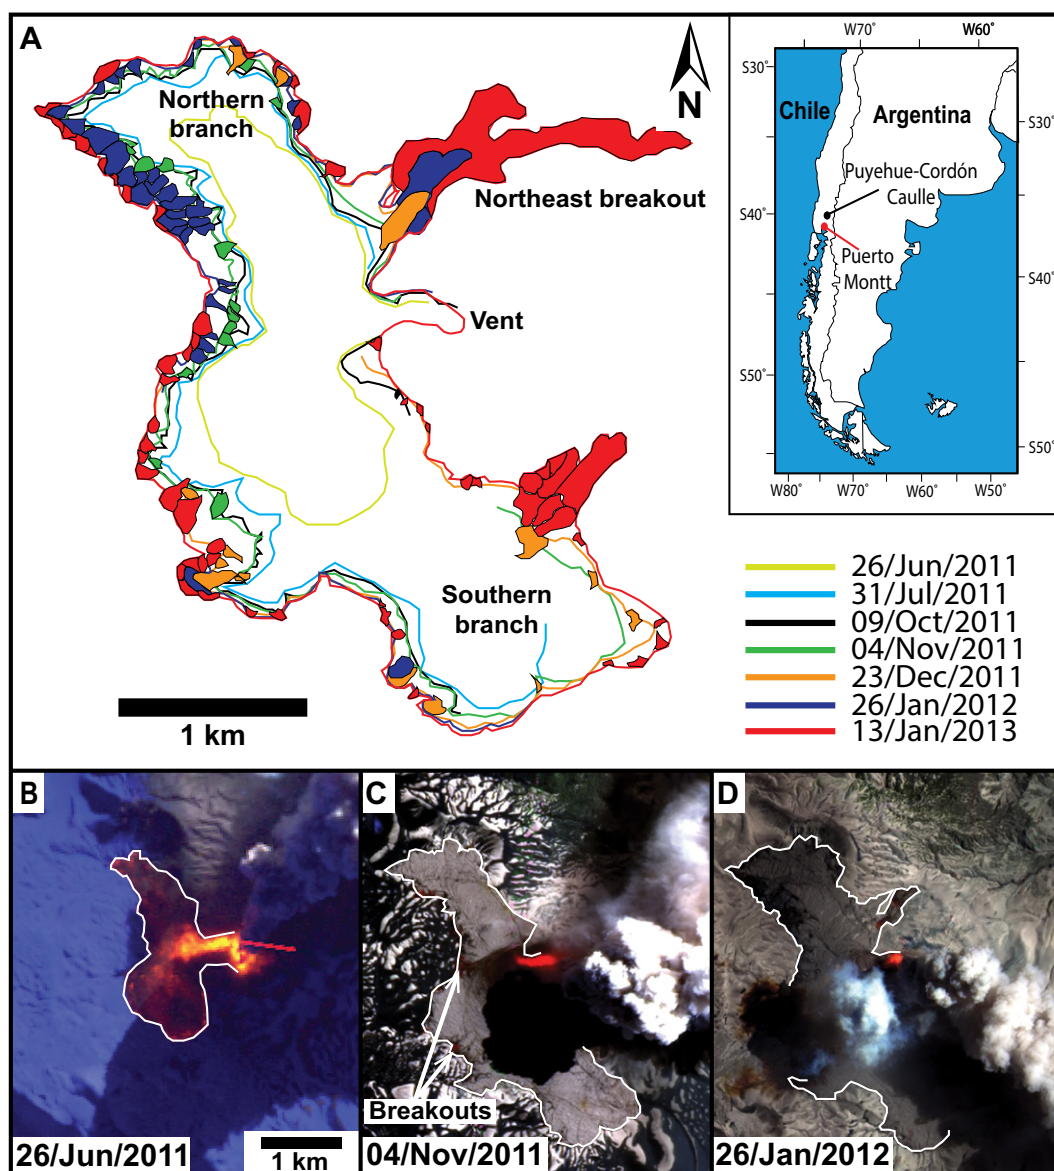 A
Northern
branch
N
Northeast breakout
Vent
Southern
branch
1 km
W70°
W60°
S30°
S30°
Chile
Argentina
Puyehue-Cordón
Caulle
S40°
Puerto
Montt
S40°
S50°
S50°
W80°
W70°
W60°
W50°
26/Jun/2011
31/Jul/2011
09/Oct/2011
04/Nov/2011
23/Dec/2011
26/Jan/2012
13/Jan/2013
B
26/Jun/2011
1 km
C
Breakouts
04/Nov/2011
D
26/Jan/2012